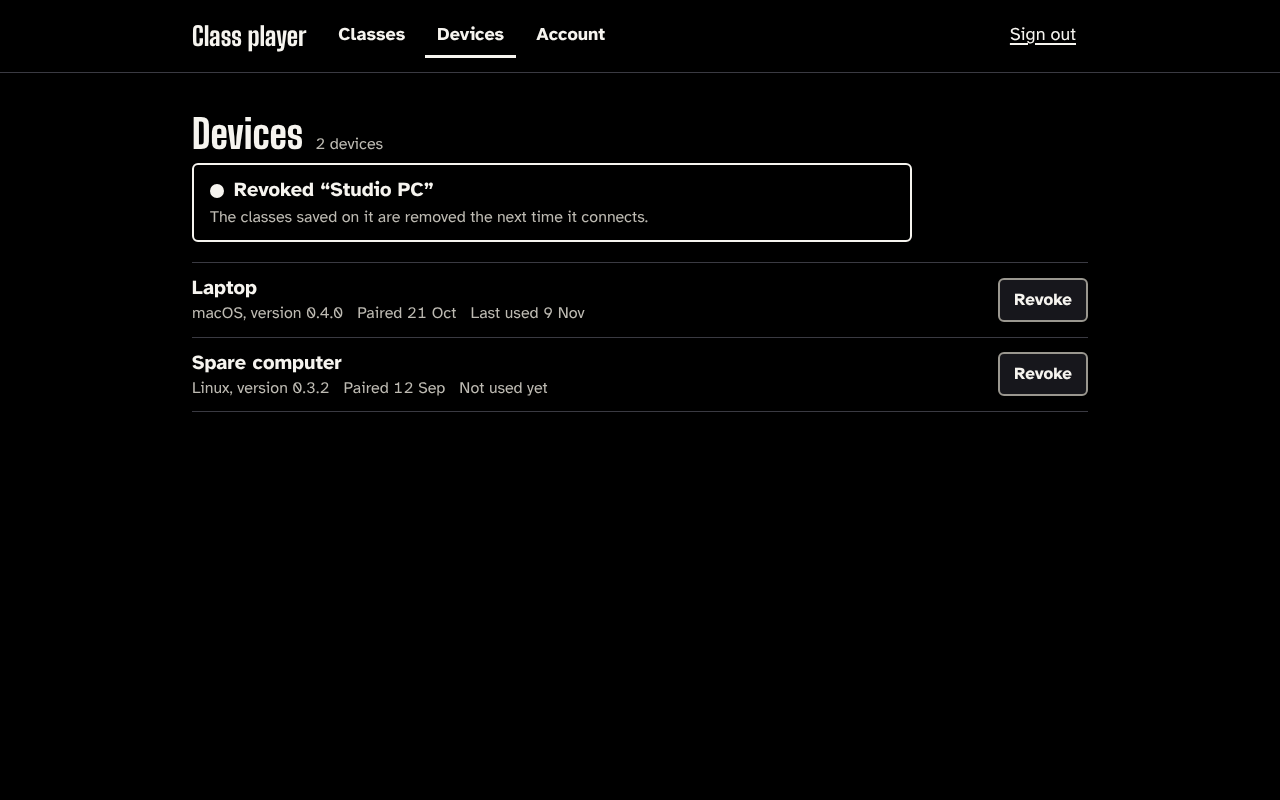 Class player
Classes
Devices
Account
Sign out
Devices
2 devices
Revoked “Studio PC”
The classes saved on it are removed the next time it connects.
Laptop
macOS, version 0.4.0 Paired 21 Oct Last used 9 Nov
Revoke
Spare computer
Linux, version 0.3.2 Paired 12 Sep Not used yet
Revoke